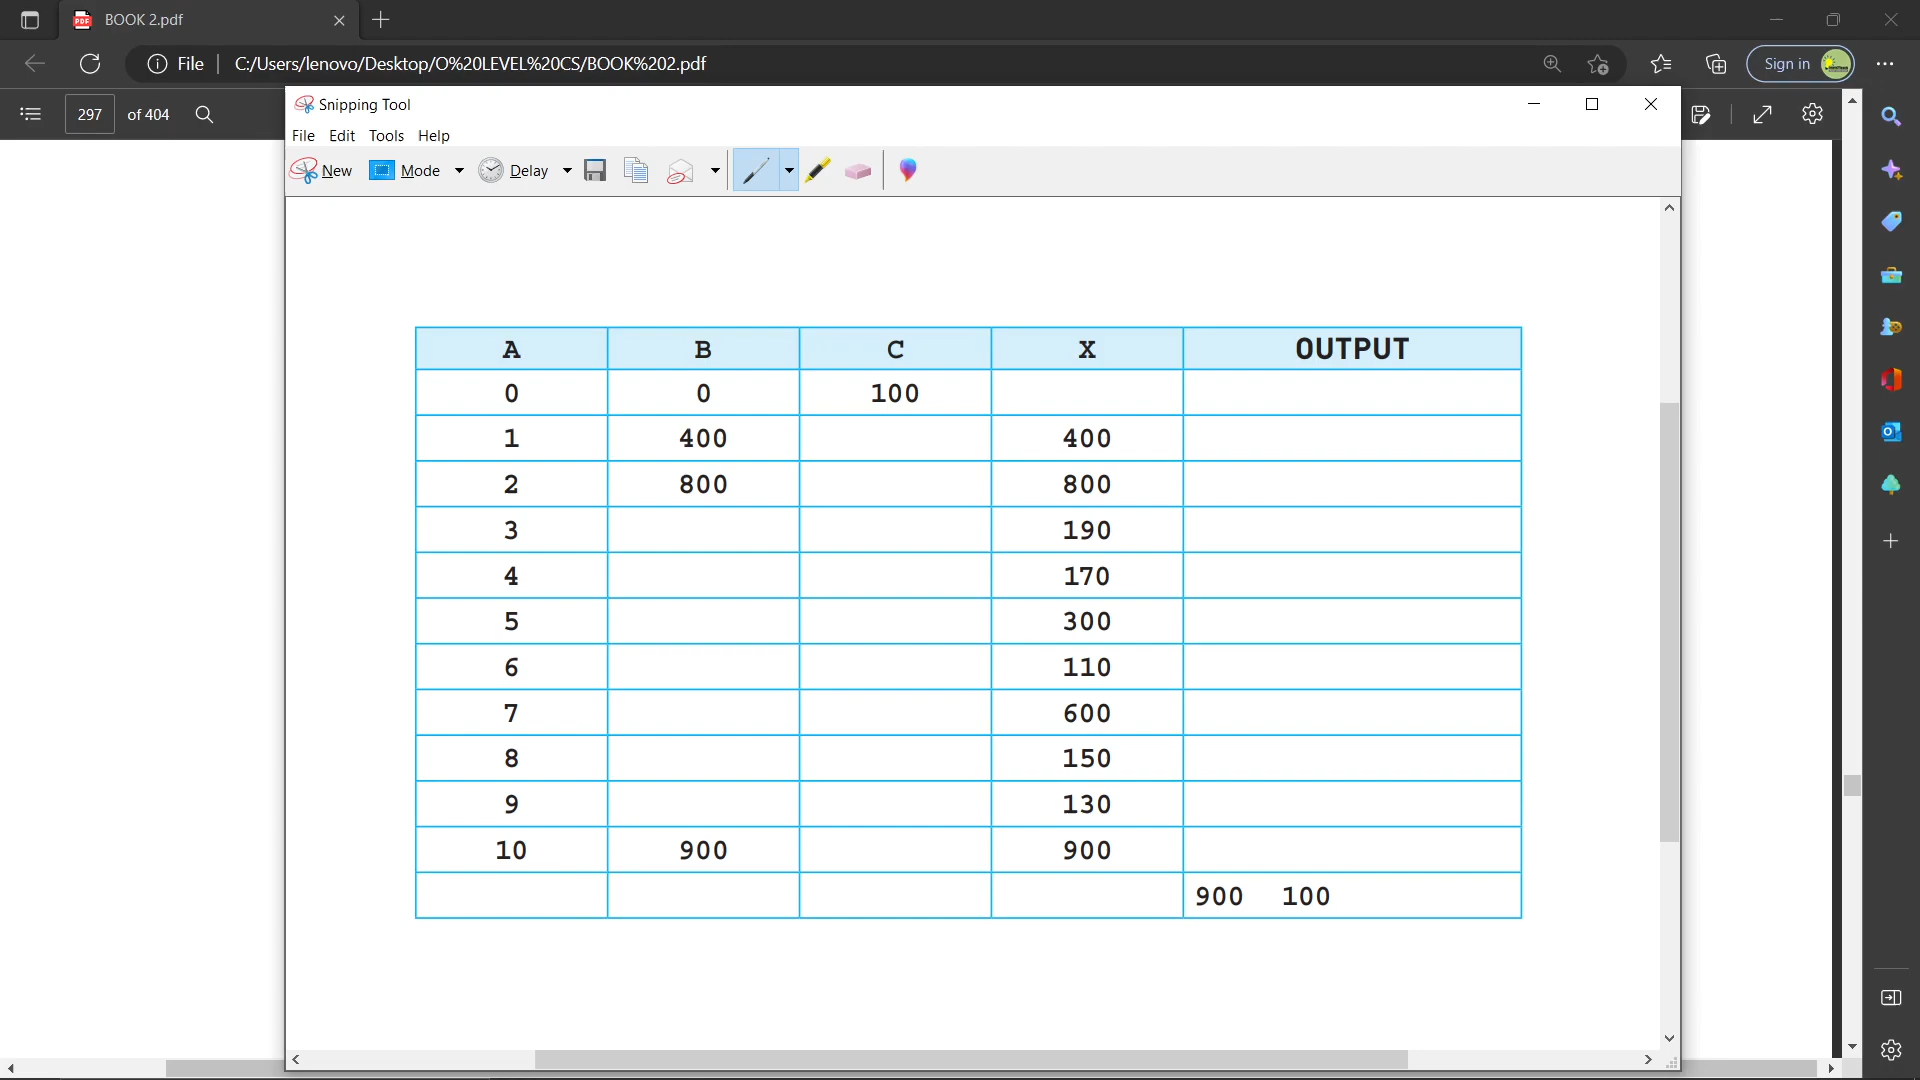 BOOK 2.pdf
File C:/Users/lenovo/Desktop/O%20LEVEL%20CS/BOOK%202.pdf Sign in
297 of 404
Snipping Tool
File Edit Tools Help
New Mode Delay
A B C X OUTPUT
0 0 100
1 400 400
2 800 800
3 190
4 170
5 300
6 110
7 600
8 150
9 130
10 900 900
900 100